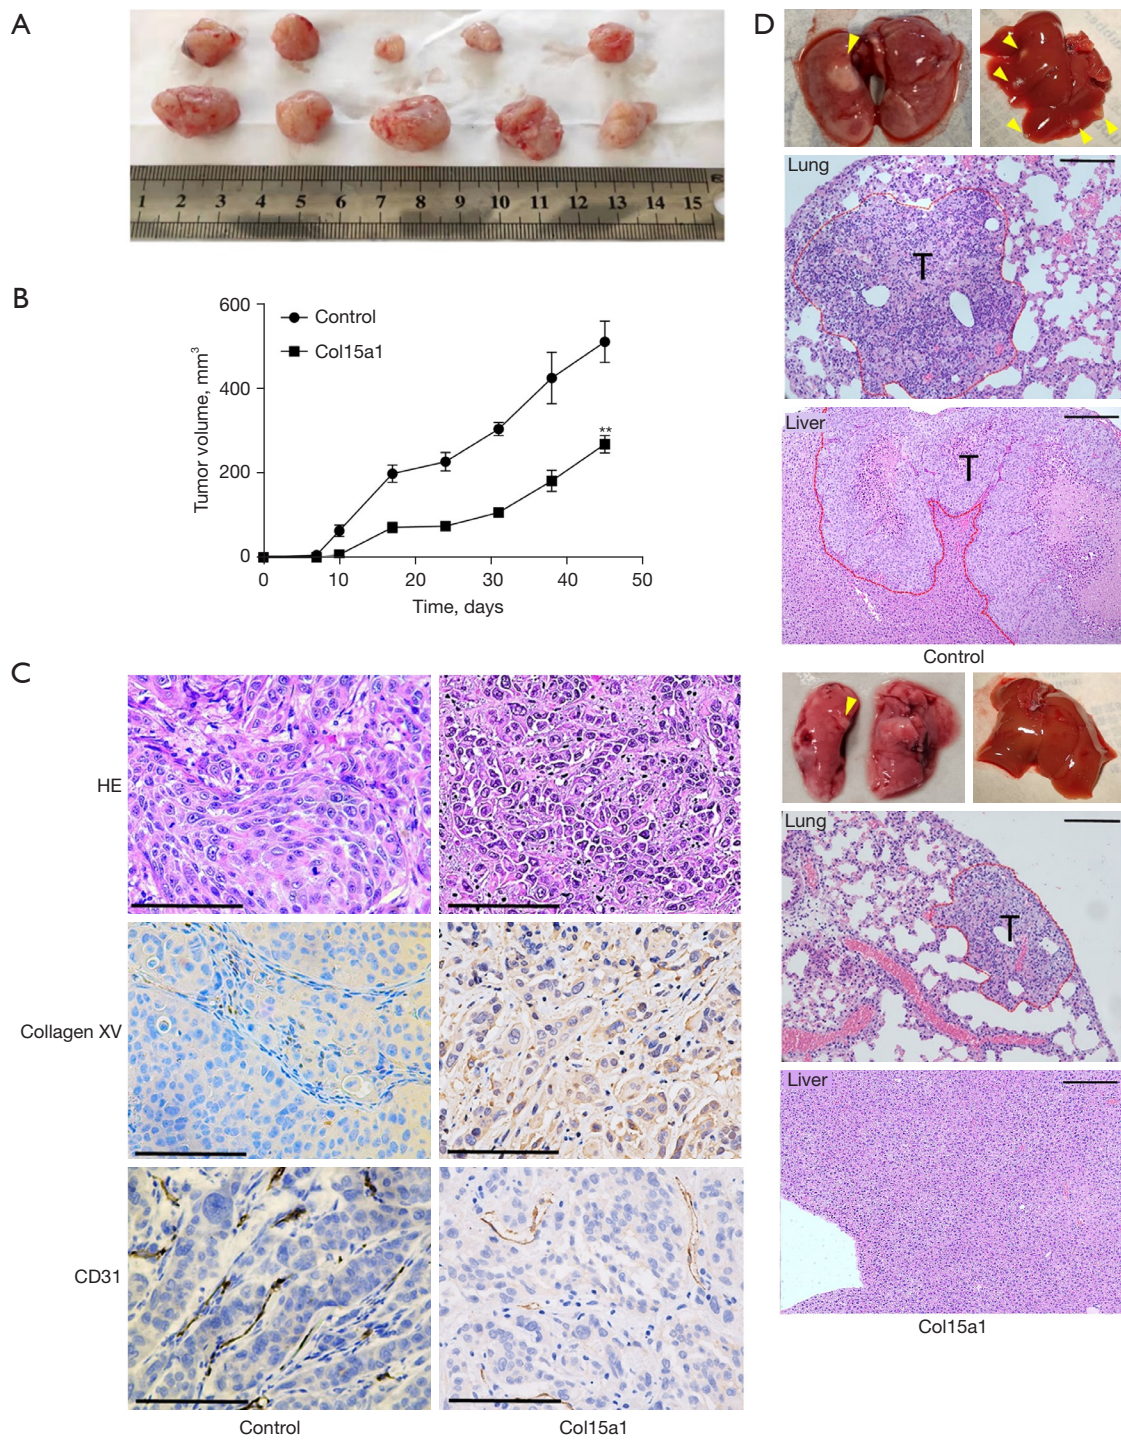 A
1 2 3 4 5 6 7 8 9 10 11 12 13 14 15
B
600
400
200
0
Tumor volume, mm³
Control
Col15a1
**
0 10 20 30 40 50
Time, days
C
HE
Collagen XV
CD31
Control Col15a1
D
Lung
T
Liver
T
Control
Lung
T
Liver
Col15a1